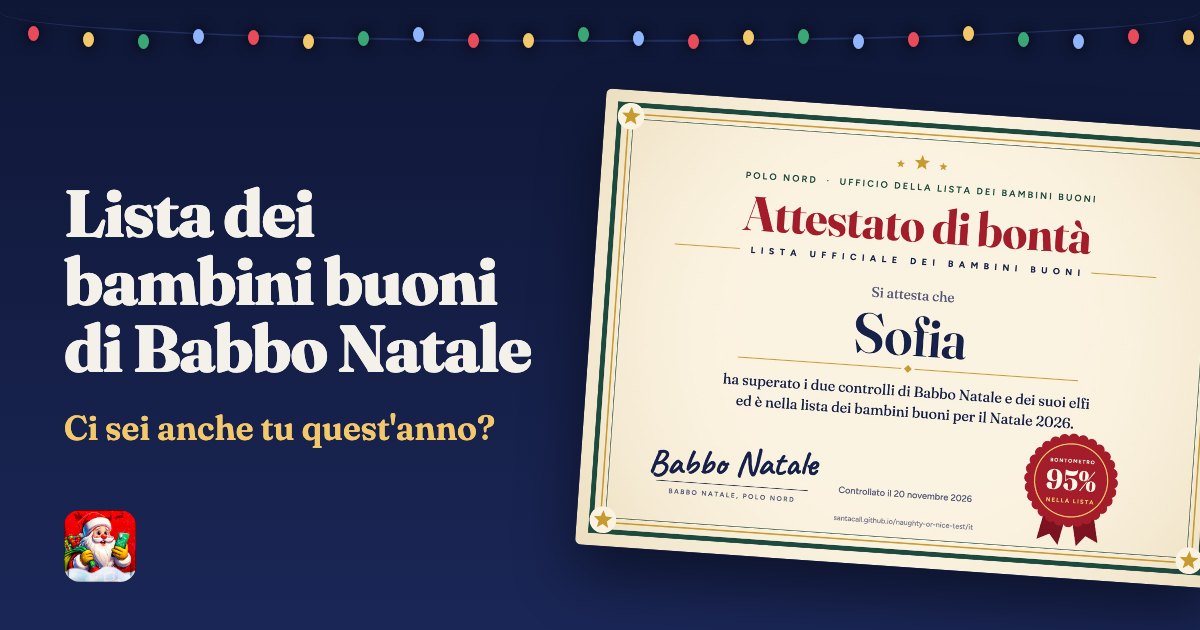 Lista dei
bambini buoni
di Babbo Natale
Ci sei anche tu quest'anno?
POLO NORD · UFFICIO DELLA LISTA DEI BAMBINI BUONI
Attestato di bontà
LISTA UFFICIALE DEI BAMBINI BUONI
Si attesta che
Sofia
ha superato i due controlli di Babbo Natale e dei suoi elfi
ed è nella lista dei bambini buoni per il Natale 2026.
Babbo Natale
BABBO NATALE, POLO NORD
Controllato il 20 novembre 2026
santacall.github.io/naughty-or-nice-test/it
BONTOMETRO
95%
NELLA LISTA